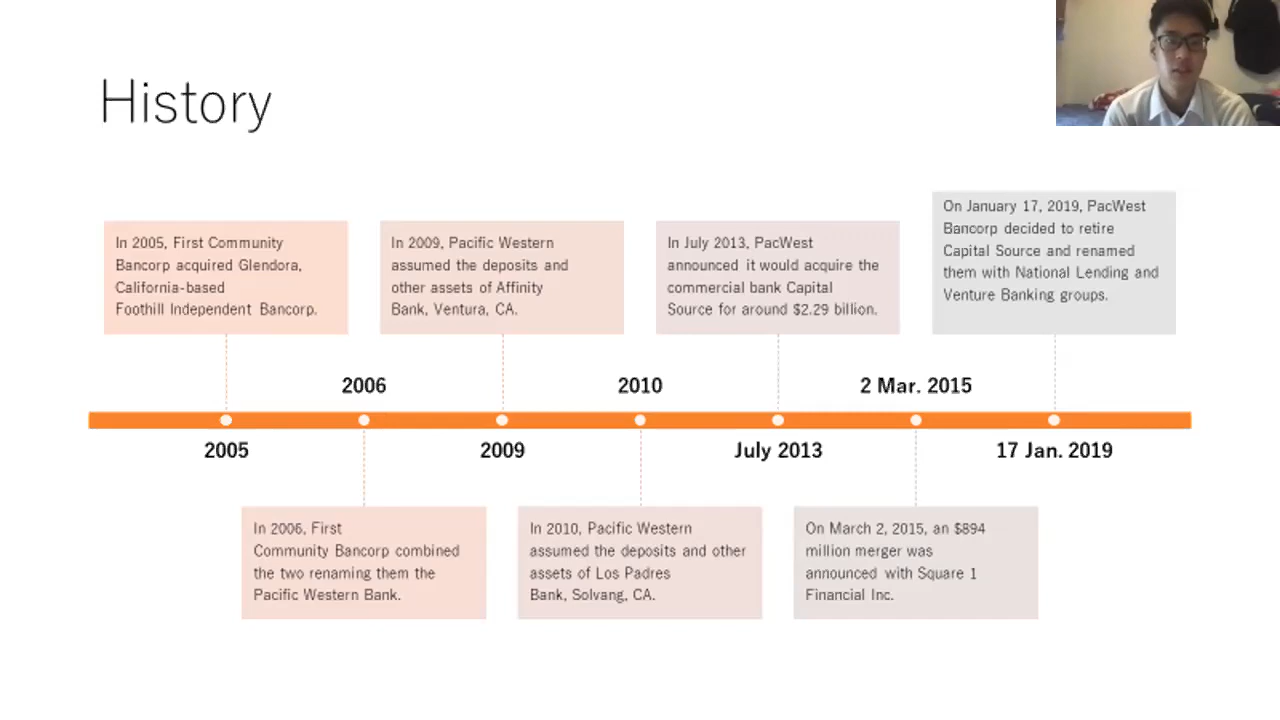 History
In 2005, First Community
Bancorp acquired Glendora,
California-based
Foothill Independent Bancorp.
In 2009, Pacific Western
assumed the deposits and
other assets of Affinity
Bank, Ventura, CA.
In July 2013, PacWest
announced it would acquire the
commercial bank Capital
Source for around $2.29 billion.
On January 17, 2019, PacWest
Bancorp decided to retire
Capital Source and renamed
them with National Lending and
Venture Banking groups.
2006
2010
2 Mar. 2015
2005
2009
July 2013
17 Jan. 2019
In 2006, First
Community Bancorp combined
the two renaming them the
Pacific Western Bank.
In 2010, Pacific Western
assumed the deposits and other
assets of Los Padres
Bank, Solvang, CA.
On March 2, 2015, an $894
million merger was
announced with Square 1
Financial Inc.